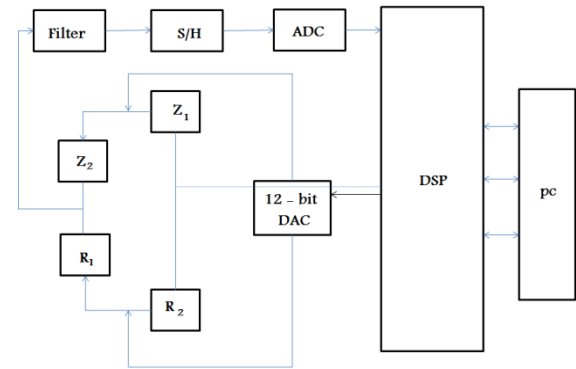 Filter
S/H
ADC
Z₁
Z₂
DSP
pc
12 – bit
DAC
R₁
R₂